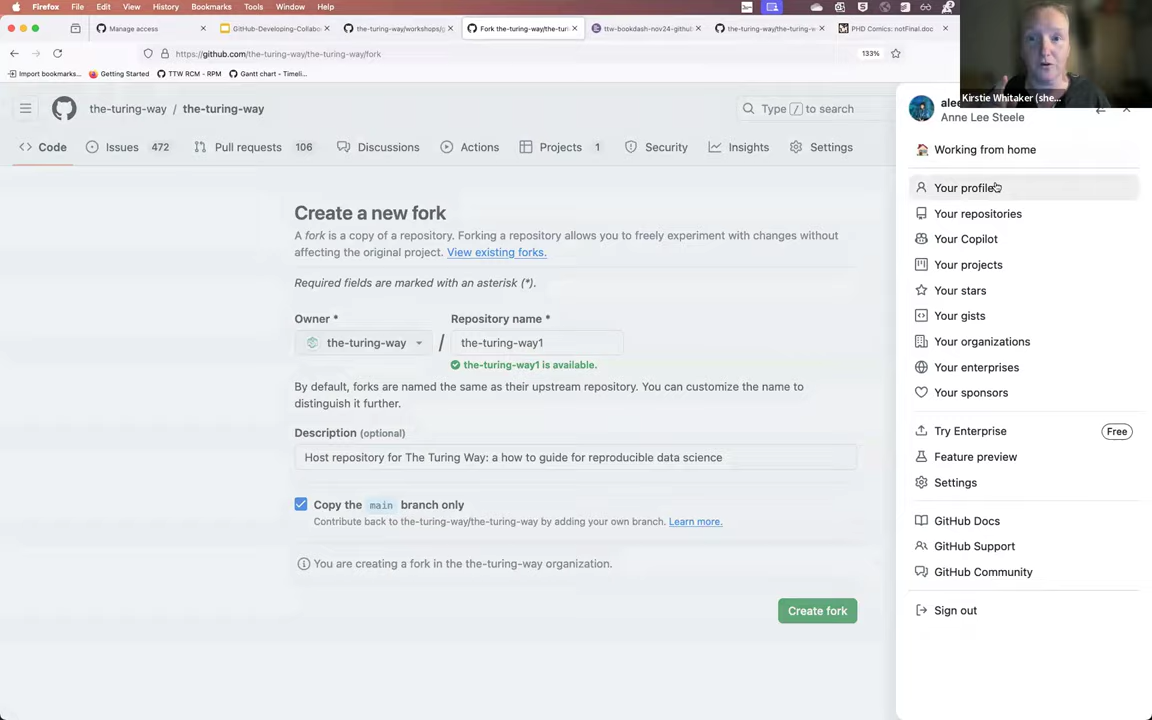 Firefox File Edit View History Bookmarks Tools Window Help
Manage access
GitHub-Developing-Collabo
the-turing-way/workshops/g
Fork the-turing-way/the-turi
ttw-bookdash-nov24-github
the-turing-way/the-turing-w
PHD Comics: notFinal.doc
https://github.com/the-turing-way/the-turing-way/fork
133%
Import bookmarks...
Getting Started
TTW RCM - RPM
Gantt chart - Timeli...
Kirstie Whitaker (she...
the-turing-way / the-turing-way
Type / to search
Code
Issues 472
Pull requests 106
Discussions
Actions
Projects 1
Security
Insights
Settings
Create a new fork
A fork is a copy of a repository. Forking a repository allows you to freely experiment with changes without
affecting the original project. View existing forks.
Required fields are marked with an asterisk (*).
Owner *
Repository name *
the-turing-way
/
the-turing-way1
the-turing-way1 is available.
By default, forks are named the same as their upstream repository. You can customize the name to
distinguish it further.
Description (optional)
Host repository for The Turing Way: a how to guide for reproducible data science
Copy the main branch only
Contribute back to the-turing-way/the-turing-way by adding your own branch. Learn more.
You are creating a fork in the the-turing-way organization.
Create fork
Anne Lee Steele
Working from home
Your profile
Your repositories
Your Copilot
Your projects
Your stars
Your gists
Your organizations
Your enterprises
Your sponsors
Try Enterprise Free
Feature preview
Settings
GitHub Docs
GitHub Support
GitHub Community
Sign out